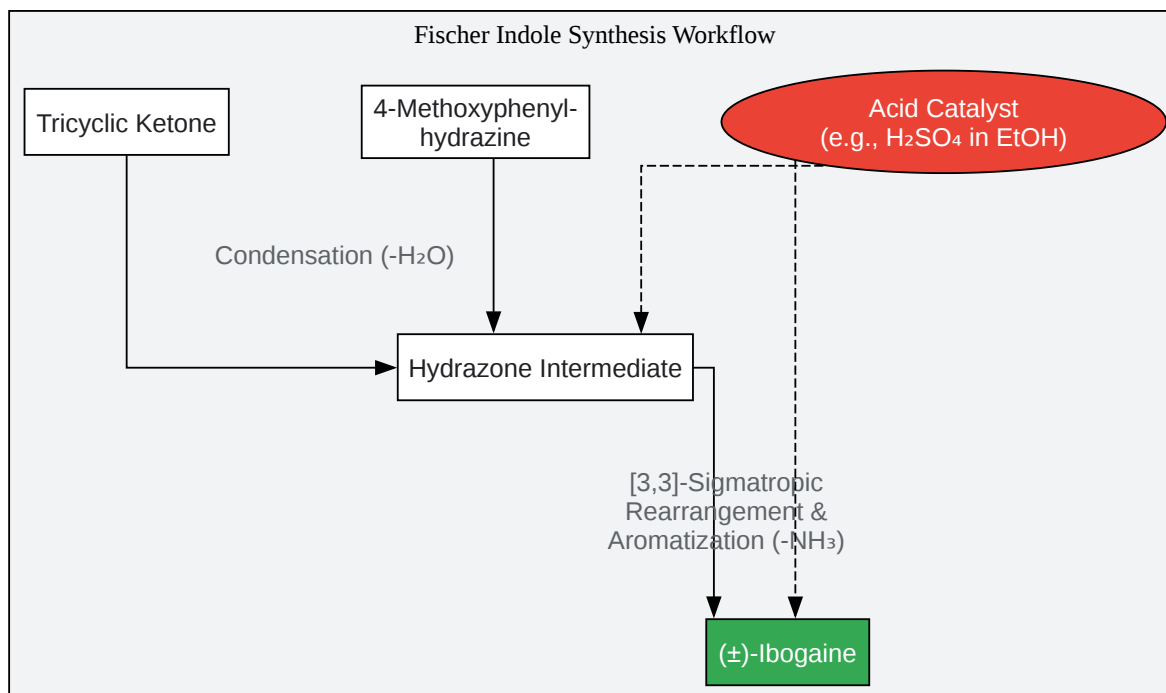 Fischer Indole Synthesis Workflow
Tricyclic Ketone
4-Methoxyphenyl-
hydrazine
Acid Catalyst
(e.g., H₂SO₄ in EtOH)
Condensation (-H₂O)
Hydrazone Intermediate
[3,3]-Sigmatropic
Rearrangement &
Aromatization (-NH₃)
(±)-Ibogaine